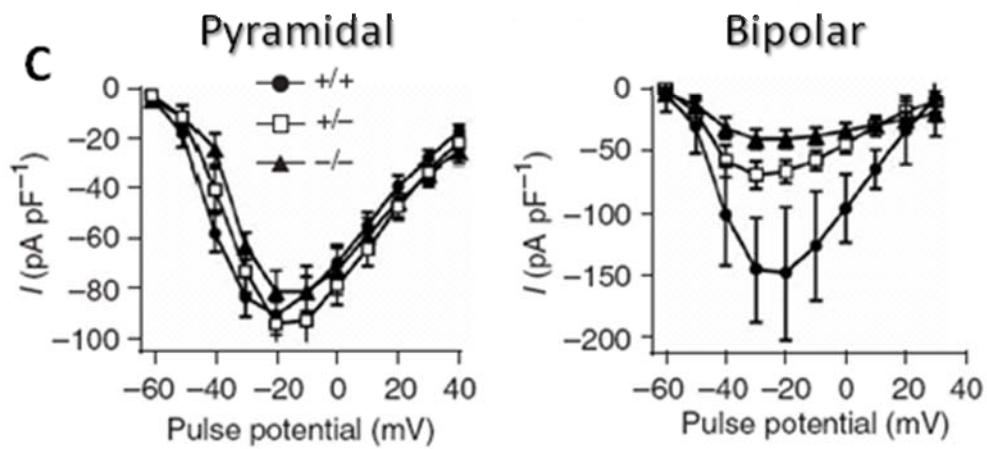 Pyramidal
Bipolar
C
+/+
+/−
−/−
0
−20
−40
−60
−80
−100
I (pA pF⁻¹)
−60 −40 −20 0 20 40
Pulse potential (mV)
0
−50
−100
−150
−200
I (pA pF⁻¹)
−60 −40 −20 0 20 40
Pulse potential (mV)